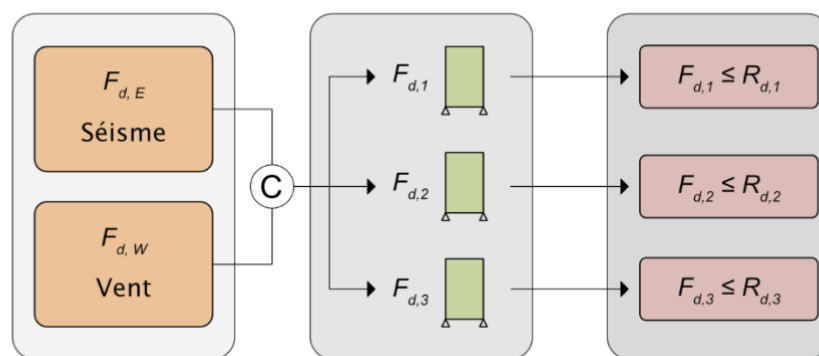 F_{d, E}
Séisme
F_{d, W}
Vent
C
F_{d,1}
F_{d,2}
F_{d,3}
F_{d,1} ≤ R_{d,1}
F_{d,2} ≤ R_{d,2}
F_{d,3} ≤ R_{d,3}